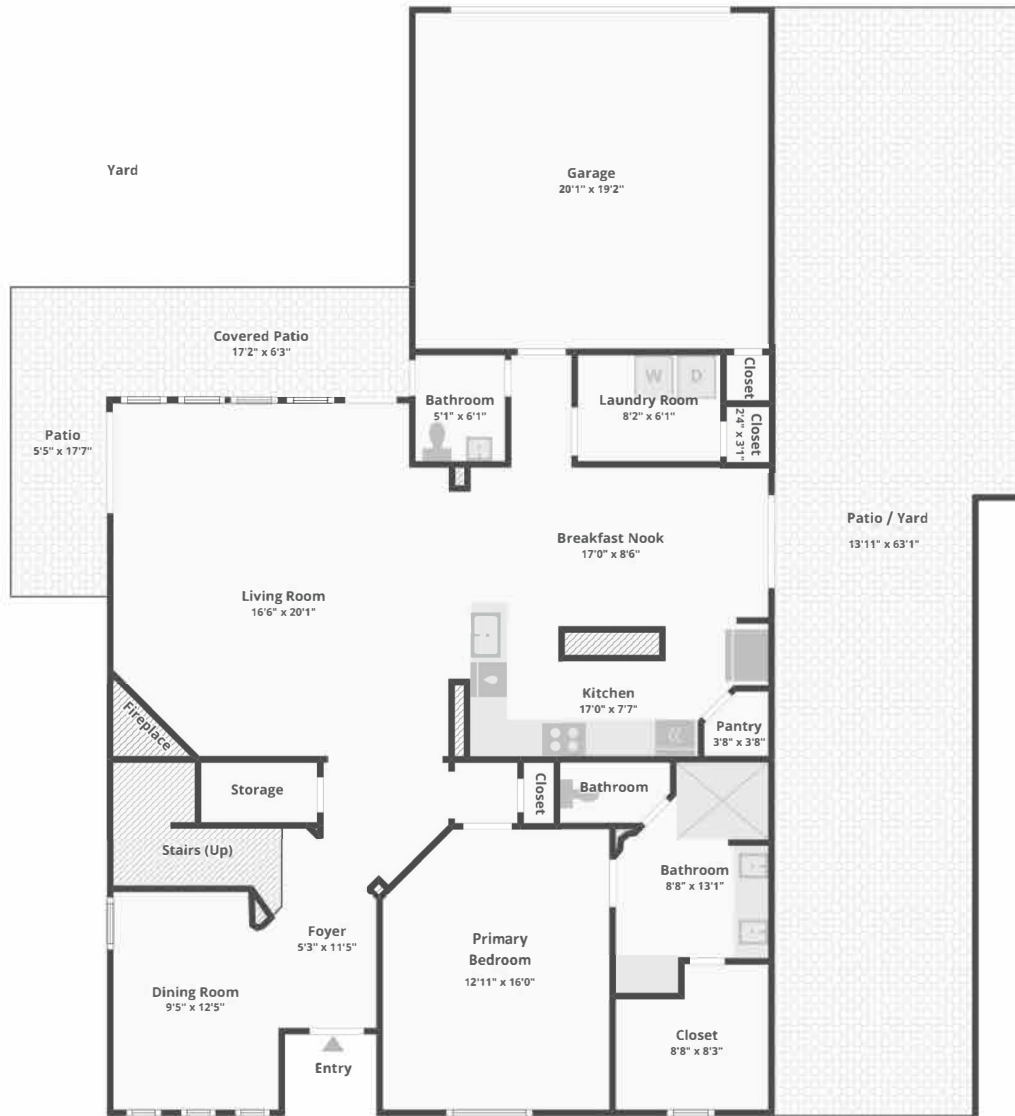 Yard
Garage
20'1" x 19'2"
Covered Patio
17'2" x 6'3"
Bathroom
5'1" x 6'1"
W
D
Laundry Room
8'2" x 6'1"
Closet
Closet
2'4" x 3'1"
Patio
5'5" x 17'7"
Patio / Yard
13'11" x 63'1"
Breakfast Nook
17'0" x 8'6"
Living Room
16'6" x 20'1"
Kitchen
17'0" x 7'7"
Fireplace
Pantry
3'8" x 3'8"
Storage
Closet
Bathroom
Stairs (Up)
Bathroom
8'8" x 13'1"
Foyer
5'3" x 11'5"
Primary
Bedroom
12'11" x 16'0"
Dining Room
9'5" x 12'5"
Closet
8'8" x 8'3"
Entry